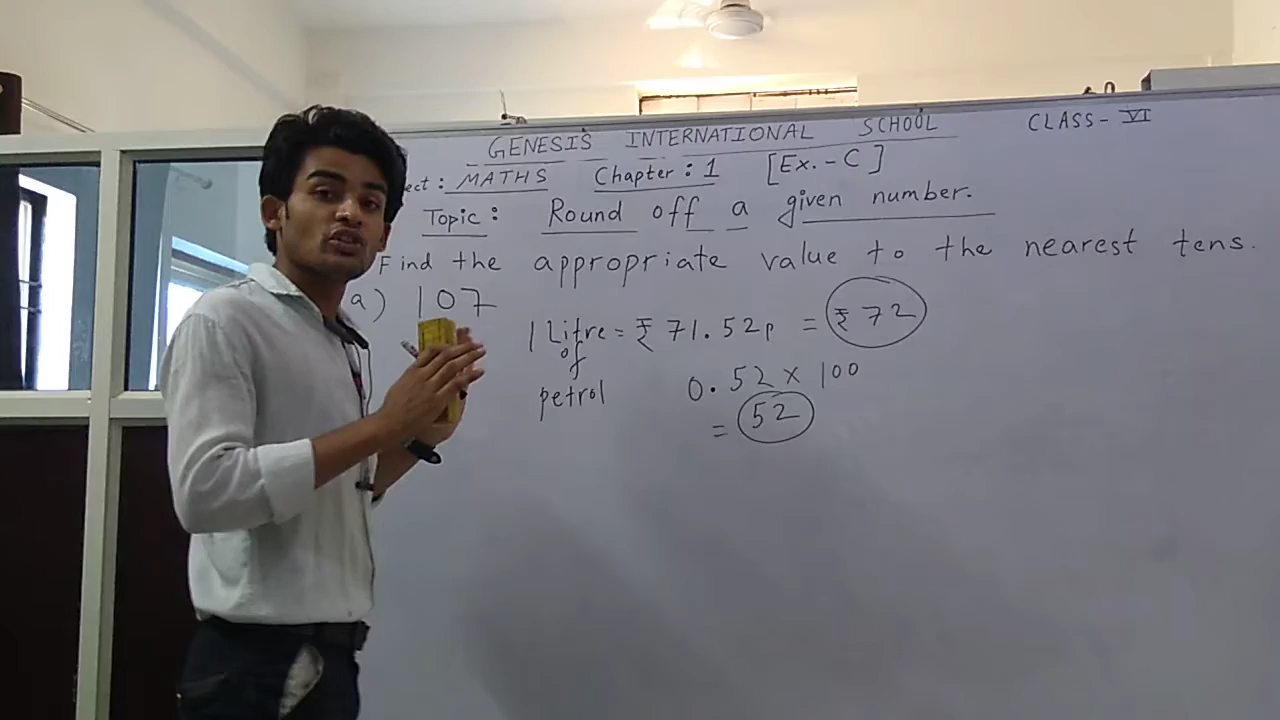 GENESIS INTERNATIONAL SCHOOL CLASS - VI
ect : MATHS Chapter : 1 [Ex. - C]
Topic : Round off a given number.
Find the appropriate value to the nearest tens.
a) 107
1 Litre = ₹ 71.52p = ₹ 72
of
petrol
0.52 × 100
= 52